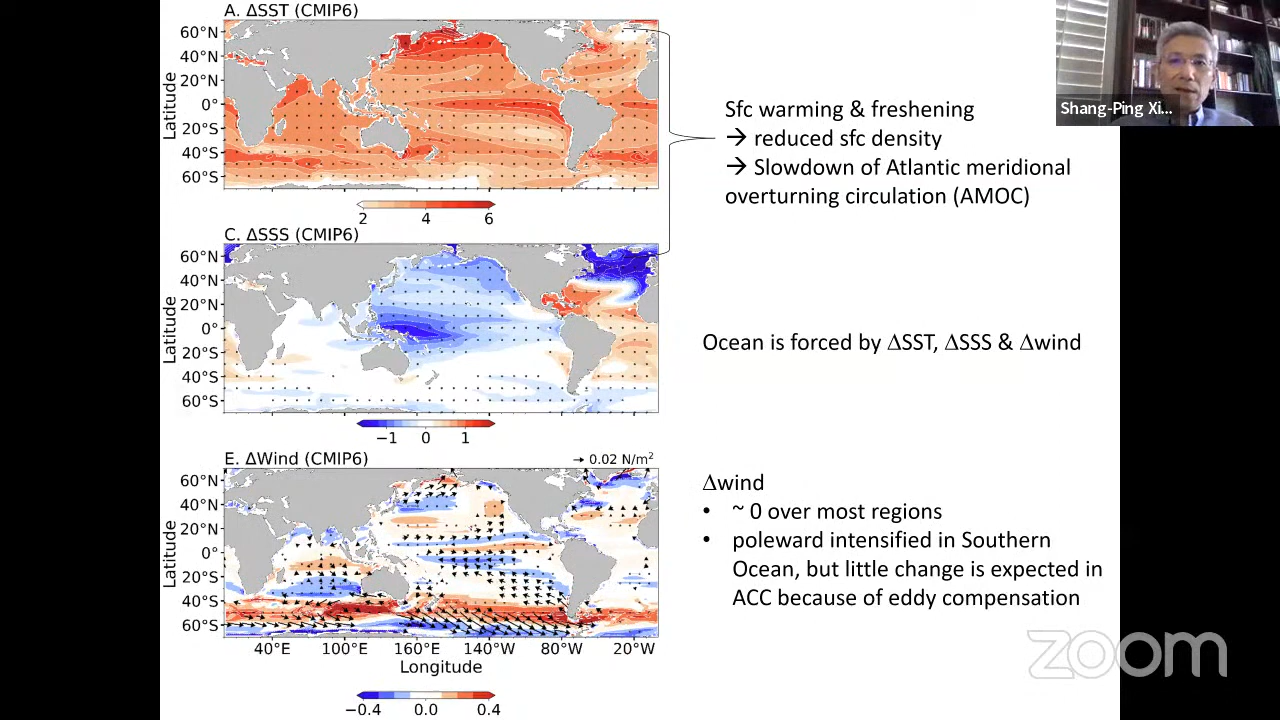 A. ΔSST (CMIP6)
60°N
40°N
20°N
0°
20°S
40°S
60°S
Latitude
2 4 6
Sfc warming & freshening
→ reduced sfc density
→ Slowdown of Atlantic meridional
overturning circulation (AMOC)
Shang-Ping Xi...
C. ΔSSS (CMIP6)
60°N
40°N
20°N
0°
20°S
40°S
60°S
Latitude
−1 0 1
Ocean is forced by ΔSST, ΔSSS & Δwind
E. ΔWind (CMIP6)
→ 0.02 N/m²
60°N
40°N
20°N
0°
20°S
40°S
60°S
Latitude
40°E 100°E 160°E 140°W 80°W 20°W
Longitude
−0.4 0.0 0.4
Δwind
• ~ 0 over most regions
• poleward intensified in Southern
Ocean, but little change is expected in
ACC because of eddy compensation
zoom